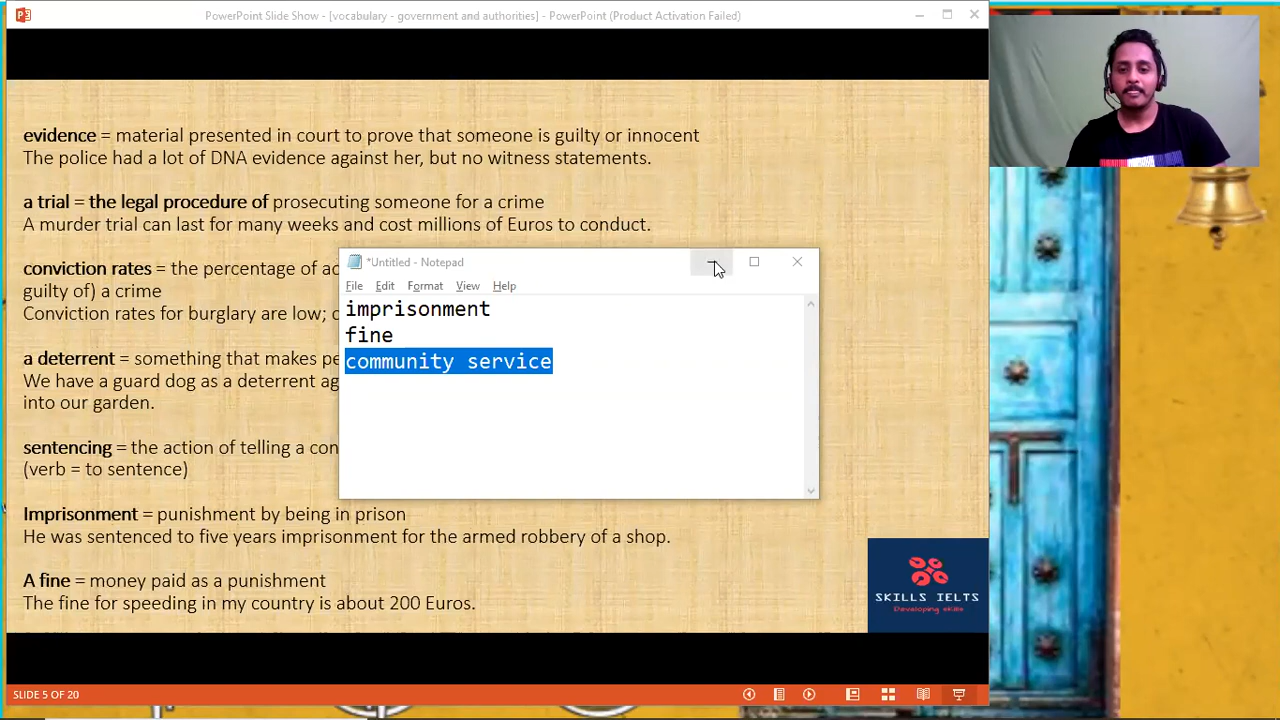 PowerPoint Slide Show - [vocabulary - government and authorities] - PowerPoint (Product Activation Failed)
evidence = material presented in court to prove that someone is guilty or innocent
The police had a lot of DNA evidence against her, but no witness statements.
a trial = the legal procedure of prosecuting someone for a crime
A murder trial can last for many weeks and cost millions of Euros to conduct.
conviction rates = the percentage of
guilty of) a crime
Conviction rates for burglary are low;
a deterrent = something that makes
We have a guard dog as a deterrent
into our garden.
sentencing = the action of telling a
(verb = to sentence)
Imprisonment = punishment by being in prison
He was sentenced to five years imprisonment for the armed robbery of a shop.
A fine = money paid as a punishment
The fine for speeding in my country is about 200 Euros.
*Untitled - Notepad
File Edit Format View Help
imprisonment
fine
community service
SKILLS IELTS
Developing skills
SLIDE 5 OF 20